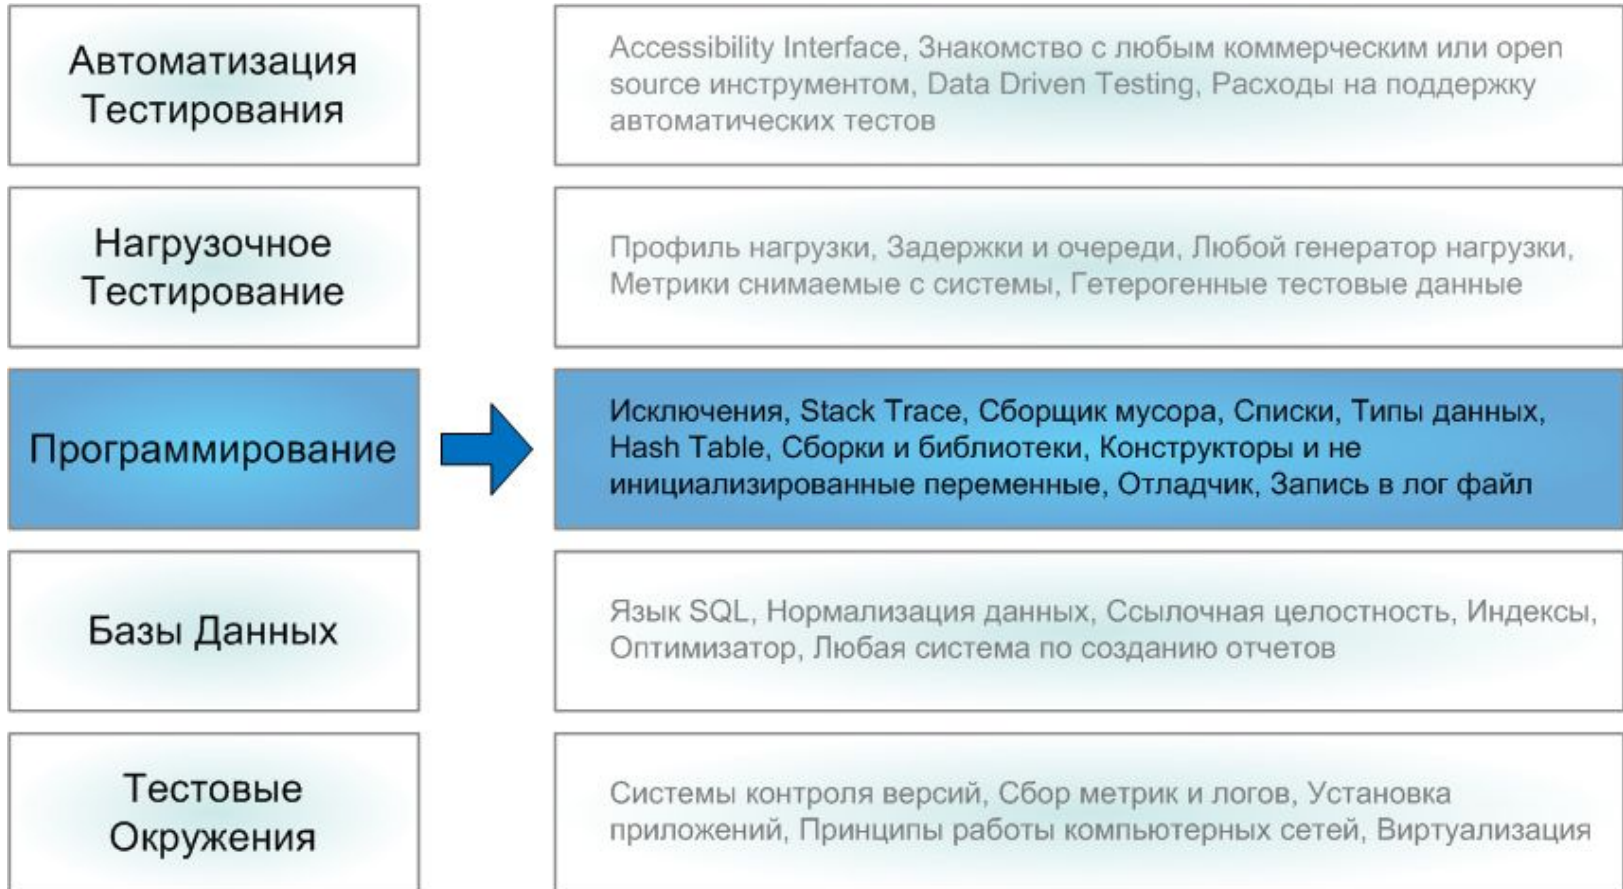 Автоматизация
Тестирования
Accessibility Interface, Знакомство с любым коммерческим или open
source инструментом, Data Driven Testing, Расходы на поддержку
автоматических тестов
Нагрузочное
Тестирование
Профиль нагрузки, Задержки и очереди, Любой генератор нагрузки,
Метрики снимаемые с системы, Гетерогенные тестовые данные
Программирование
Исключения, Stack Trace, Сборщик мусора, Списки, Типы данных,
Hash Table, Сборки и библиотеки, Конструкторы и не
инициализированные переменные, Отладчик, Запись в лог файл
Базы Данных
Язык SQL, Нормализация данных, Ссылочная целостность, Индексы,
Оптимизатор, Любая система по созданию отчетов
Тестовые
Окружения
Системы контроля версий, Сбор метрик и логов, Установка
приложений, Принципы работы компьютерных сетей, Виртуализация